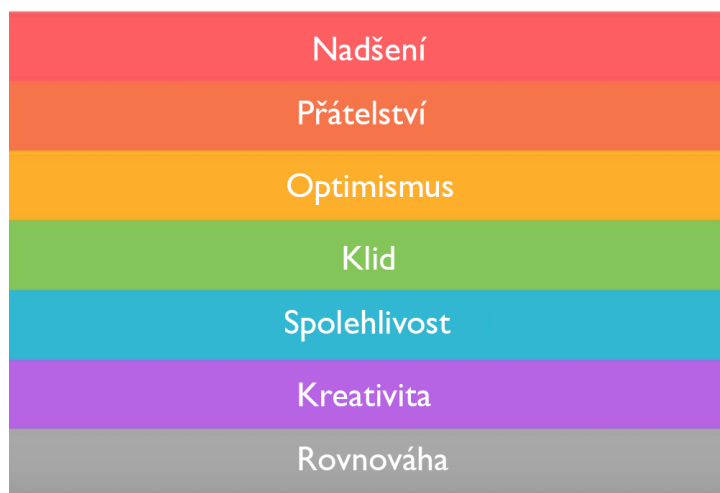 Nadšení
Přátelství
Optimismus
Klid
Spolehlivost
Kreativita
Rovnováha